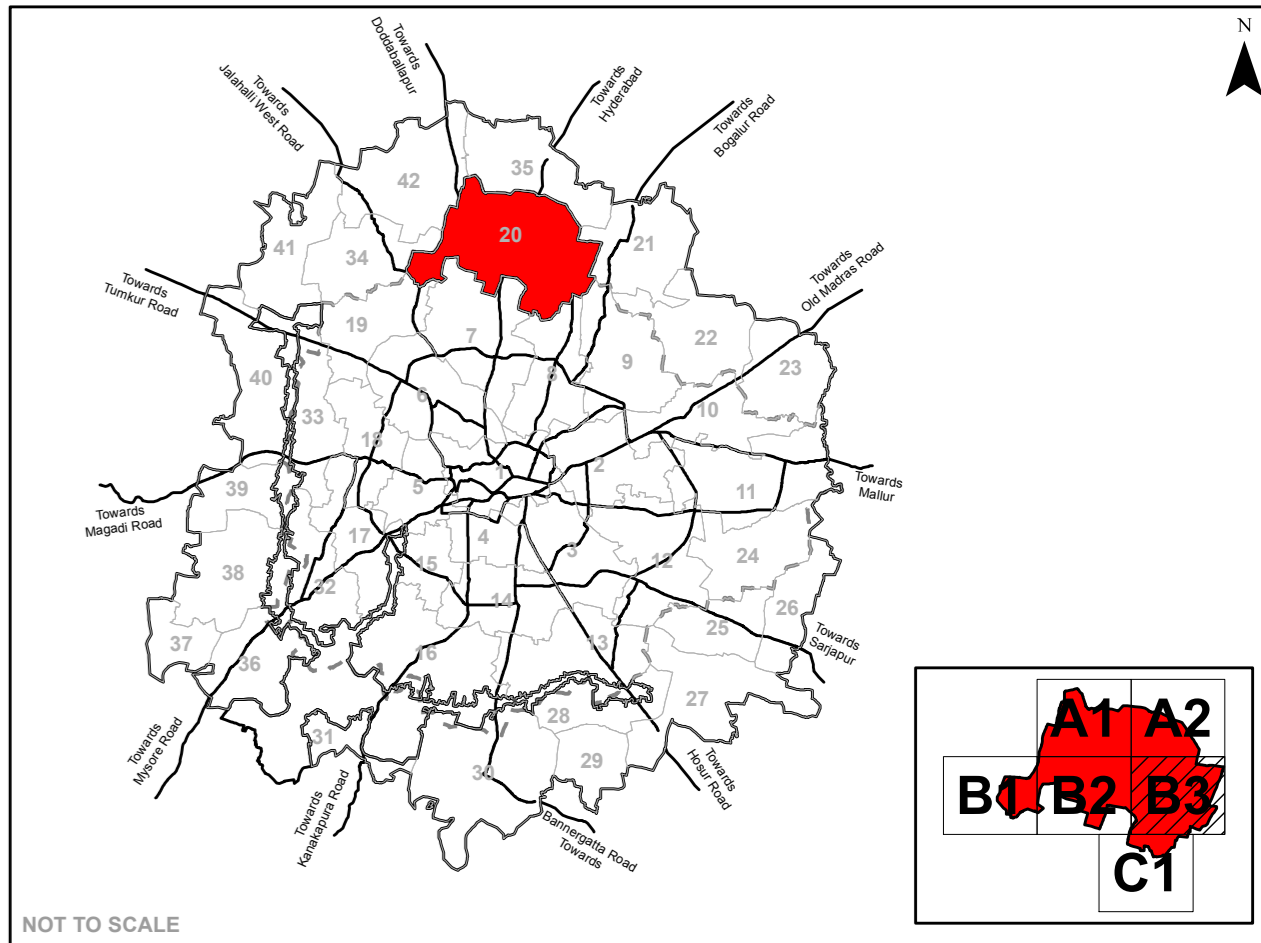 N
Towards
Doddaballapur
Towards
Hyderabad
Towards
Jalahalli West Road
Towards
Bogalur Road
42
35
20
21
41
34
Towards
Tumkur Road
Towards
Old Madras Road
19
7
22
9
23
40
8
6
10
33
18
1
2
5
11
39
Towards
Mallur
Towards
Magadi Road
17
4
3
12
24
15
38
32
14
26
25
13
37
36
16
Towards
Sarjapur
27
28
31
30
29
Towards
Mysore Road
Towards
Kanakapura Road
Bannergatta Road
Towards
Towards
Hosur Road
A1
A2
B1
B2
B3
C1
NOT TO SCALE